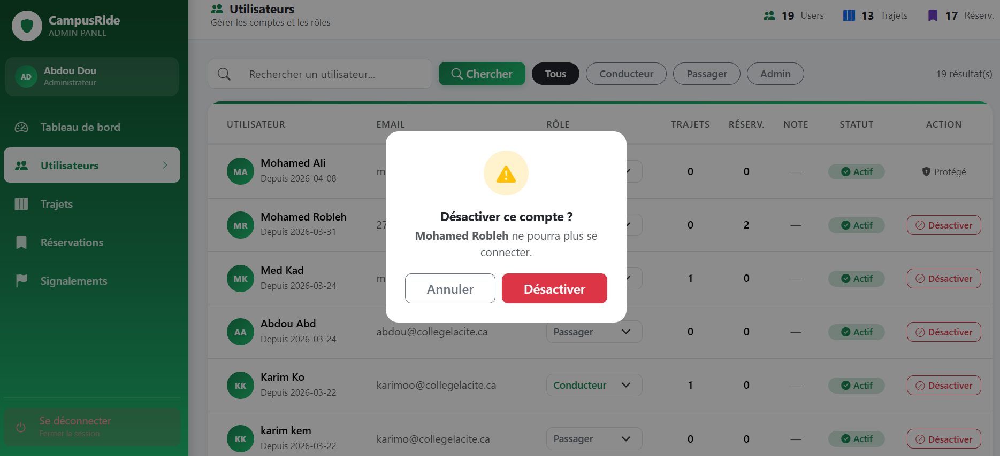 CampusRide
ADMIN PANEL
AD
Abdou Dou
Administrateur
Tableau de bord
Utilisateurs
Trajets
Réservations
Signalements
Se déconnecter
Fermer la session
Utilisateurs
Gérer les comptes et les rôles
19 Users
13 Trajets
17 Réserv.
Rechercher un utilisateur...
Chercher
Tous
Conducteur
Passager
Admin
19 résultat(s)
UTILISATEUR EMAIL RÔLE TRAJETS RÉSERV. NOTE STATUT ACTION
MA Mohamed Ali m 0 0 — Actif Protégé
Depuis 2026-04-08
MR Mohamed Robleh 27 0 2 — Actif Désactiver
Depuis 2026-03-31
MK Med Kad m 1 0 — Actif Désactiver
Depuis 2026-03-24
AA Abdou Abd abdou@collegelacite.ca Passager 0 0 — Actif Désactiver
Depuis 2026-03-24
KK Karim Ko karimoo@collegelacite.ca Conducteur 1 0 — Actif Désactiver
Depuis 2026-03-22
KK karim kem karimo@collegelacite.ca Passager 0 0 — Actif Désactiver
Depuis 2026-03-22
Désactiver ce compte ?
Mohamed Robleh ne pourra plus se
connecter.
Annuler
Désactiver